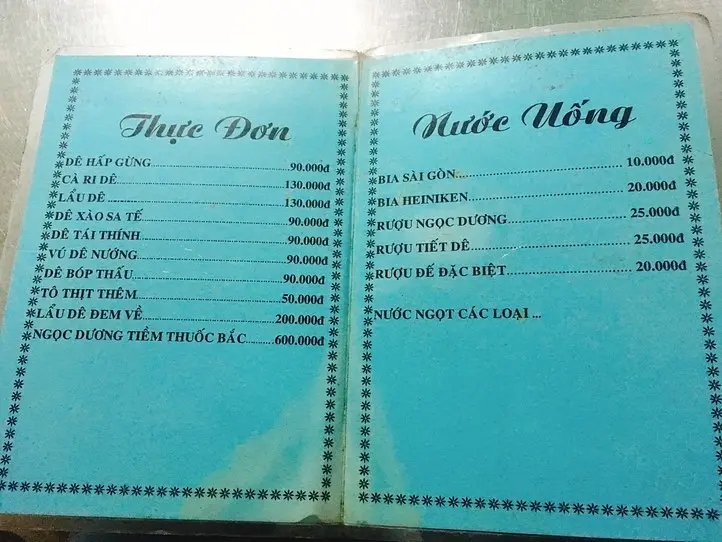 Thực Đơn
DÊ HẤP GỪNG 90.000đ
CÀ RI DÊ 130.000đ
LẨU DÊ 130.000đ
DÊ XÀO SA TẾ 90.000đ
DÊ TÁI THÍNH 90.000đ
VÚ DÊ NƯỚNG 90.000đ
DÊ BÓP THẤU 90.000đ
TÔ THỊT THÊM 50.000đ
LẨU DÊ ĐEM VỀ 200.000đ
NGỌC DƯƠNG TIỀM THUỐC BẮC 600.000đ
Nước Uống
BIA SÀI GÒN 10.000đ
BIA HEINIKEN 20.000đ
RƯỢU NGỌC DƯƠNG 25.000đ
RƯỢU TIẾT DÊ 25.000đ
RƯỢU ĐẾ ĐẶC BIỆT 20.000đ
NƯỚC NGỌT CÁC LOẠI ...